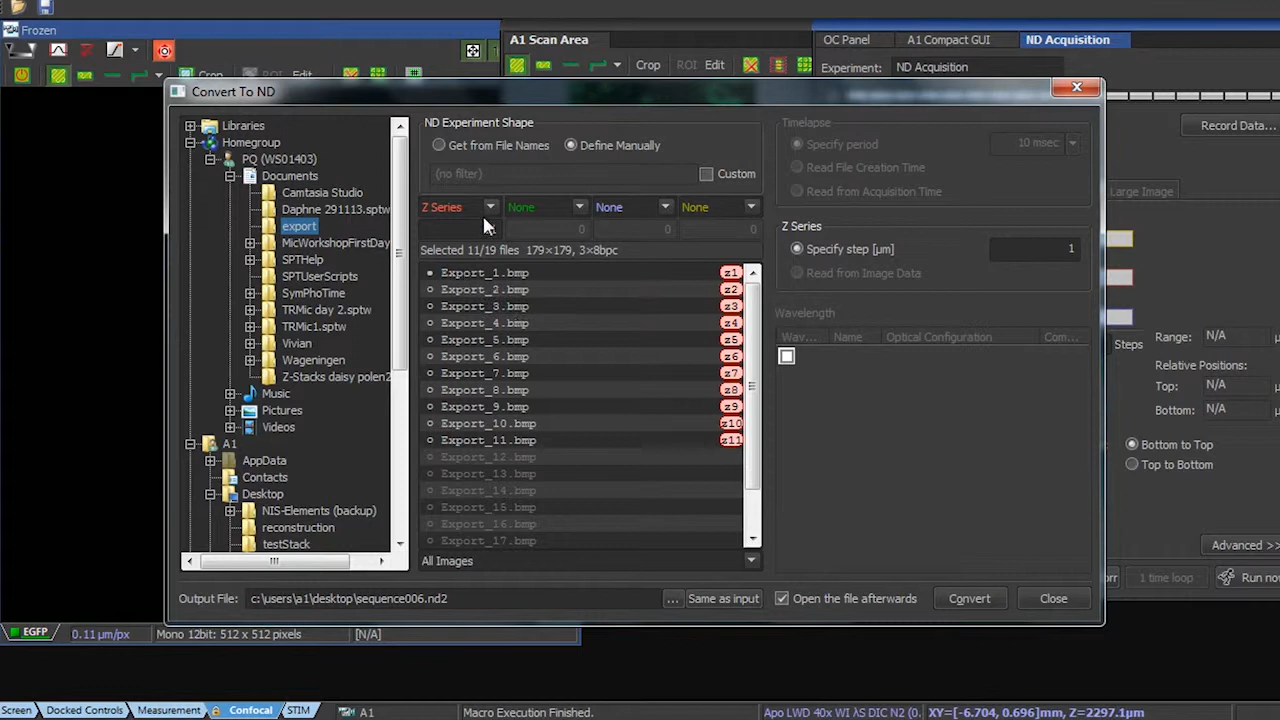 Frozen
A1 Scan Area
OC Panel
A1 Compact GUI
ND Acquisition
Crop
ROI
Edit
Crop
ROI
Edit
Experiment:
ND Acquisition
Convert To ND
Record Data...
Large Image
Libraries
Homegroup
PQ (WS01403)
Documents
Camtasia Studio
Daphne 291113.sptw
export
MicWorkshopFirstDay
SPTHelp
SPTUserScripts
SymPhoTime
TRMic day 2.sptw
TRMic1.sptw
Vivian
Wageningen
Z-Stacks daisy polen2
Music
Pictures
Videos
A1
AppData
Contacts
Desktop
NIS-Elements (backup)
reconstruction
testStack
ND Experiment Shape
Get from File Names
Define Manually
(no filter)
Custom
Z Series
None
None
None
0
0
0
Selected 11/19 files 179×179, 3×8bpc
Export_1.bmp z1
Export_2.bmp z2
Export_3.bmp z3
Export_4.bmp z4
Export_5.bmp z5
Export_6.bmp z6
Export_7.bmp z7
Export_8.bmp z8
Export_9.bmp z9
Export_10.bmp z10
Export_11.bmp z11
Export_12.bmp
Export_13.bmp
Export_14.bmp
Export_15.bmp
Export_16.bmp
Export_17.bmp
All Images
Timelapse
Specify period
10 msec
Read File Creation Time
Read from Acquisition Time
Z Series
Specify step [µm]
1
Read from Image Data
Wavelength
Wav...
Name
Optical Configuration
Com...
Steps
Range:
N/A
Relative Positions:
Top:
N/A
Bottom:
N/A
Bottom to Top
Top to Bottom
Advanced >>
1 time loop
Run now
Output File:
c:\users\a1\desktop\sequence006.nd2
...
Same as input
Open the file afterwards
Convert
Close
EGFP
0.11 µm/px
Mono 12bit: 512 x 512 pixels
[N/A]
Screen
Docked Controls
Measurement
Confocal
STIM
A1
Macro Execution Finished.
Apo LWD 40x WI λS DIC N2 (0.
XY=[-6.704, 0.696]mm, Z=2297.1µm